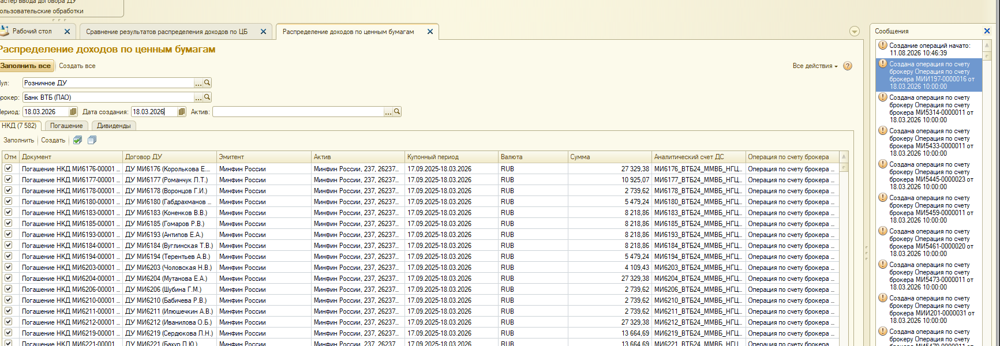 астер ввода договора ДУ
ользовательские обработки
Рабочий стол
Сравнение результатов распределения доходов по ЦБ
Распределение доходов по ценным бумагам
Распределение доходов по ценным бумагам
Заполнить все Создать все
Все действия
ул: Розничное ДУ ...
рокер: Банк ВТБ (ПАО) ...
ериод: 18.03.2026 Дата создания: 18.03.2026 Актив: ...
НКД (7 582) Погашение Дивиденды
Заполнить Создать
Отм Документ Договор ДУ Эмитент Актив Купонный период Валюта Сумма Аналитический счет ДС Операция по счету брокера
Погашение НКД МИ6176-00001 ... ДУ МИ6176 (Королькова Е.... Минфин России Минфин России, 237, 26237... 17.09.2025-18.03.2026 RUB 27 329,38 МИ6176_ВТБ24_ММВБ_НГЦ... Операция по счету брокера ...
Погашение НКД МИ6177-00001 ... ДУ МИ6177 (Романчук Л.Т.) Минфин России Минфин России, 237, 26237... 17.09.2025-18.03.2026 RUB 10 925,07 МИ6177_ВТБ24_ММВБ_НГЦ... Операция по счету брокера ...
Погашение НКД МИ6178-00001 ... ДУ МИ6178 (Воронцов Г.И.) Минфин России Минфин России, 237, 26237... 17.09.2025-18.03.2026 RUB 2 739,62 МИ6178_ВТБ24_ММВБ_НГЦ... Операция по счету брокера ...
Погашение НКД МИ6180-00001 ... ДУ МИ6180 (Габдрахманов ... Минфин России Минфин России, 237, 26237... 17.09.2025-18.03.2026 RUB 5 479,24 МИ6180_ВТБ24_ММВБ_НГЦ... Операция по счету брокера ...
Погашение НКД МИ6183-00001 ... ДУ МИ6183 (Коненков В.В.) Минфин России Минфин России, 237, 26237... 17.09.2025-18.03.2026 RUB 8 218,86 МИ6183_ВТБ24_ММВБ_НГЦ... Операция по счету брокера ...
Погашение НКД МИ6185-00001 ... ДУ МИ6185 (Гомаров Р.В.) Минфин России Минфин России, 237, 26237... 17.09.2025-18.03.2026 RUB 8 218,86 МИ6185_ВТБ24_ММВБ_НГЦ... Операция по счету брокера ...
Погашение НКД МИ6193-00001 ... ДУ МИ6193 (Антипов Е.А.) Минфин России Минфин России, 237, 26237... 17.09.2025-18.03.2026 RUB 8 218,86 МИ6193_ВТБ24_ММВБ_НГЦ... Операция по счету брокера ...
Погашение НКД МИ6184-00001 ... ДУ МИ6184 (Вуглинская Т.В.) Минфин России Минфин России, 237, 26237... 17.09.2025-18.03.2026 RUB 8 218,86 МИ6184_ВТБ24_ММВБ_НГЦ... Операция по счету брокера ...
Погашение НКД МИ6194-00001 ... ДУ МИ6194 (Терентьев А.В.) Минфин России Минфин России, 237, 26237... 17.09.2025-18.03.2026 RUB 5 479,24 МИ6194_ВТБ24_ММВБ_НГЦ... Операция по счету брокера ...
Погашение НКД МИ6203-00001 ... ДУ МИ6203 (Чоловская Н.В.) Минфин России Минфин России, 237, 26237... 17.09.2025-18.03.2026 RUB 4 109,43 МИ6203_ВТБ24_ММВБ_НГЦ... Операция по счету брокера ...
Погашение НКД МИ6204-00001 ... ДУ МИ6204 (Мутанова Е.А.) Минфин России Минфин России, 237, 26237... 17.09.2025-18.03.2026 RUB 27 329,38 МИ6204_ВТБ24_ММВБ_НГЦ... Операция по счету брокера ...
Погашение НКД МИ6206-00001 ... ДУ МИ6206 (Шубина Г.М.) Минфин России Минфин России, 237, 26237... 17.09.2025-18.03.2026 RUB 2 739,62 МИ6206_ВТБ24_ММВБ_НГЦ... Операция по счету брокера ...
Погашение НКД МИ6210-00001 ... ДУ МИ6210 (Бабичева Р.В.) Минфин России Минфин России, 237, 26237... 17.09.2025-18.03.2026 RUB 2 739,62 МИ6210_ВТБ24_ММВБ_НГЦ... Операция по счету брокера ...
Погашение НКД МИ6211-00001 ... ДУ МИ6211 (Илюшечкин А.В.) Минфин России Минфин России, 237, 26237... 17.09.2025-18.03.2026 RUB 2 739,62 МИ6211_ВТБ24_ММВБ_НГЦ... Операция по счету брокера ...
Погашение НКД МИ6212-00001 ... ДУ МИ6212 (Иванилова О.Б.) Минфин России Минфин России, 237, 26237... 17.09.2025-18.03.2026 RUB 27 329,38 МИ6212_ВТБ24_ММВБ_НГЦ... Операция по счету брокера ...
Погашение НКД МИ6219-00001 ... ДУ МИ6219 (Сердюкова Л.Н.) Минфин России Минфин России, 237, 26237... 17.09.2025-18.03.2026 RUB 13 664,69 МИ6219_ВТБ24_ММВБ_НГЦ... Операция по счету брокера ...
Погашение НКД МИ6221-00001 ДУ МИ6221 (Бахур П.Ю.) Минфин России Минфин России, 237, 26237 17.09.2025-18.03.2026 RUB 13 664,69 МИ6221_ВТБ24_ММВБ_НГЦ Операция по счету брокера
Сообщения
Создание операций начато:
11.08.2026 10:46:39
Создана операция по счету
брокеру Операция по счету
брокера МИИ197-0000016 от
18.03.2026 10:00:00
Создана операция по счету
брокеру Операция по счету
брокера МИ5314-0000011 от
18.03.2026 10:00:00
Создана операция по счету
брокеру Операция по счету
брокера МИ5433-0000011 от
18.03.2026 10:00:00
Создана операция по счету
брокеру Операция по счету
брокера МИ5445-0000023 от
18.03.2026 10:00:00
Создана операция по счету
брокеру Операция по счету
брокера МИ5459-0000011 от
18.03.2026 10:00:00
Создана операция по счету
брокеру Операция по счету
брокера МИ5461-0000020 от
18.03.2026 10:00:00
Создана операция по счету
брокеру Операция по счету
брокера МИ5473-0000011 от
18.03.2026 10:00:00
Создана операция по счету
брокеру Операция по счету
брокера МИИ201-0000031 от
18.03.2026 10:00:00
Создана операция по счету
брокеру Операция по счету
брокера МИ5479-0000011 от